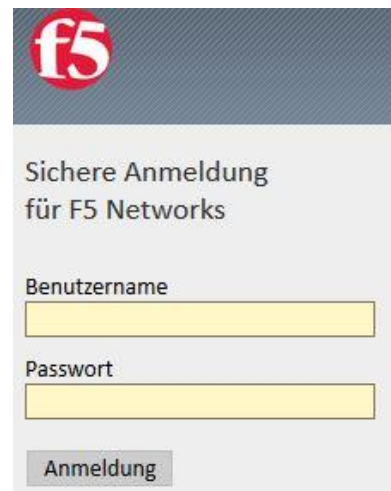 f5
Sichere Anmeldung
für F5 Networks
Benutzername
Passwort
Anmeldung